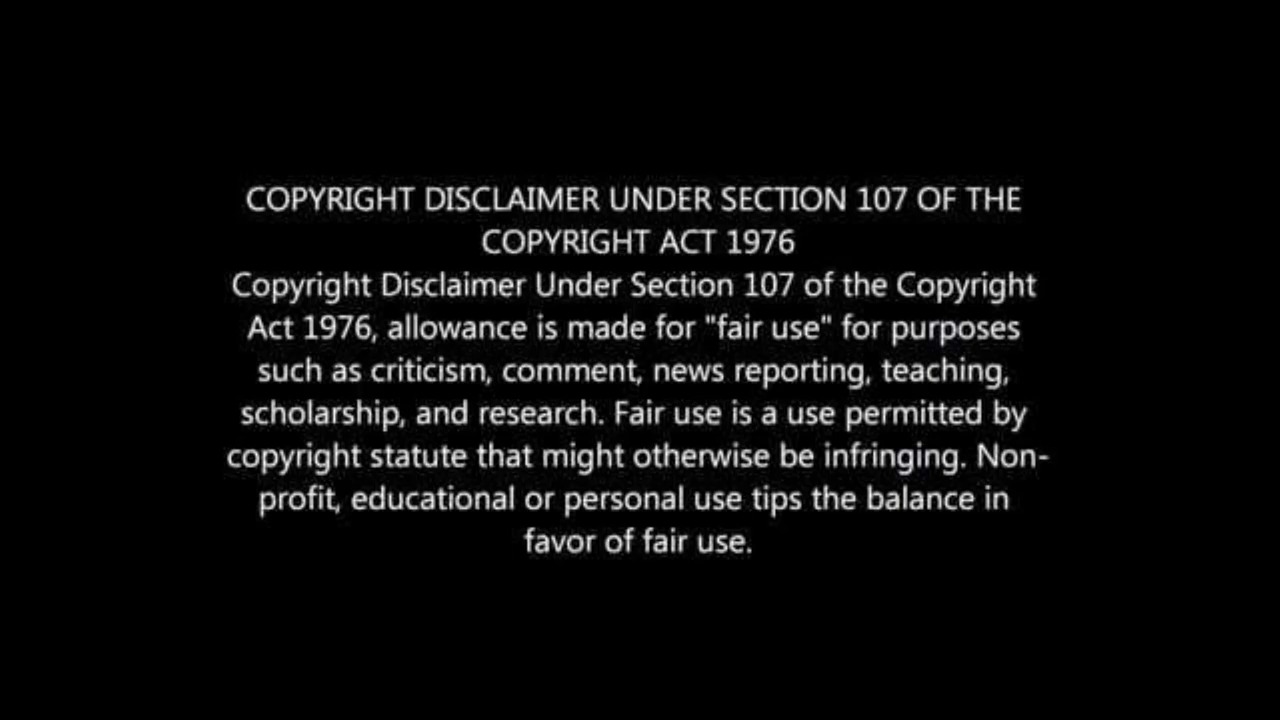 COPYRIGHT DISCLAIMER UNDER SECTION 107 OF THE
COPYRIGHT ACT 1976
Copyright Disclaimer Under Section 107 of the Copyright
Act 1976, allowance is made for "fair use" for purposes
such as criticism, comment, news reporting, teaching,
scholarship, and research. Fair use is a use permitted by
copyright statute that might otherwise be infringing. Non-
profit, educational or personal use tips the balance in
favor of fair use.